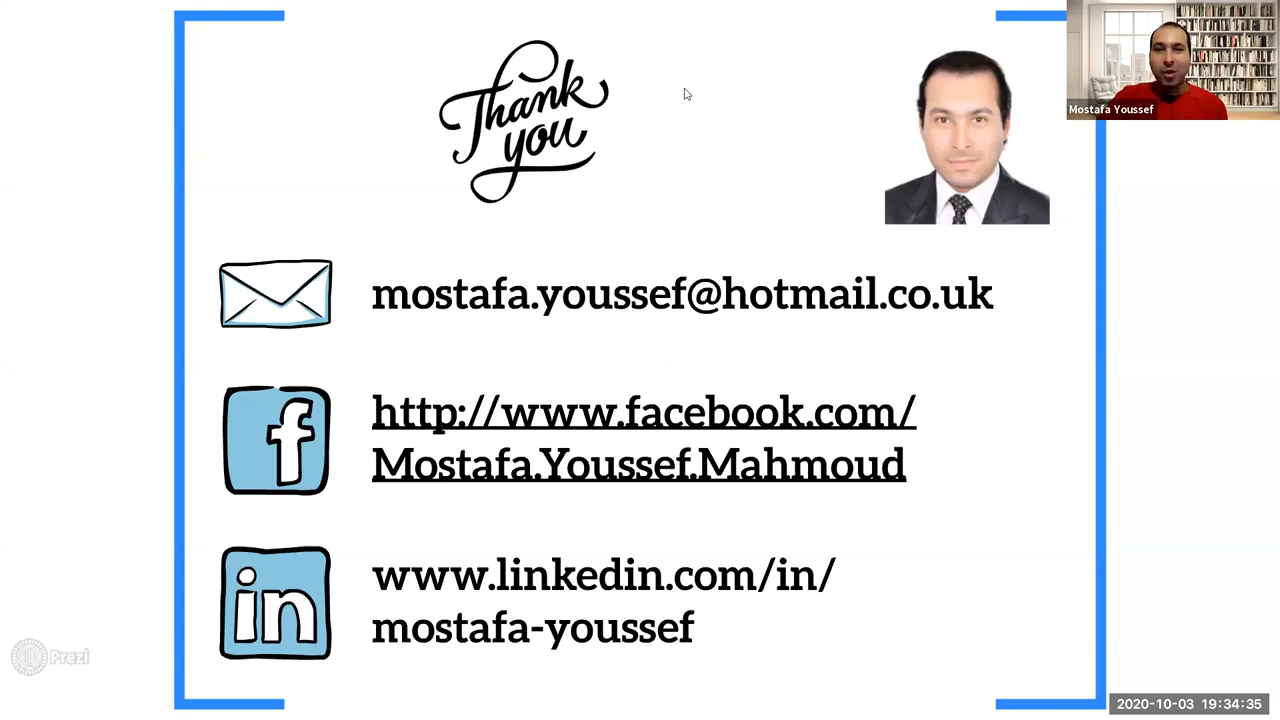 Thank
you
Mostafa Youssef
mostafa.youssef@hotmail.co.uk
f
http://www.facebook.com/
Mostafa.Youssef.Mahmoud
in
www.linkedin.com/in/
mostafa-youssef
Prezi
2020-10-03 19:34:35